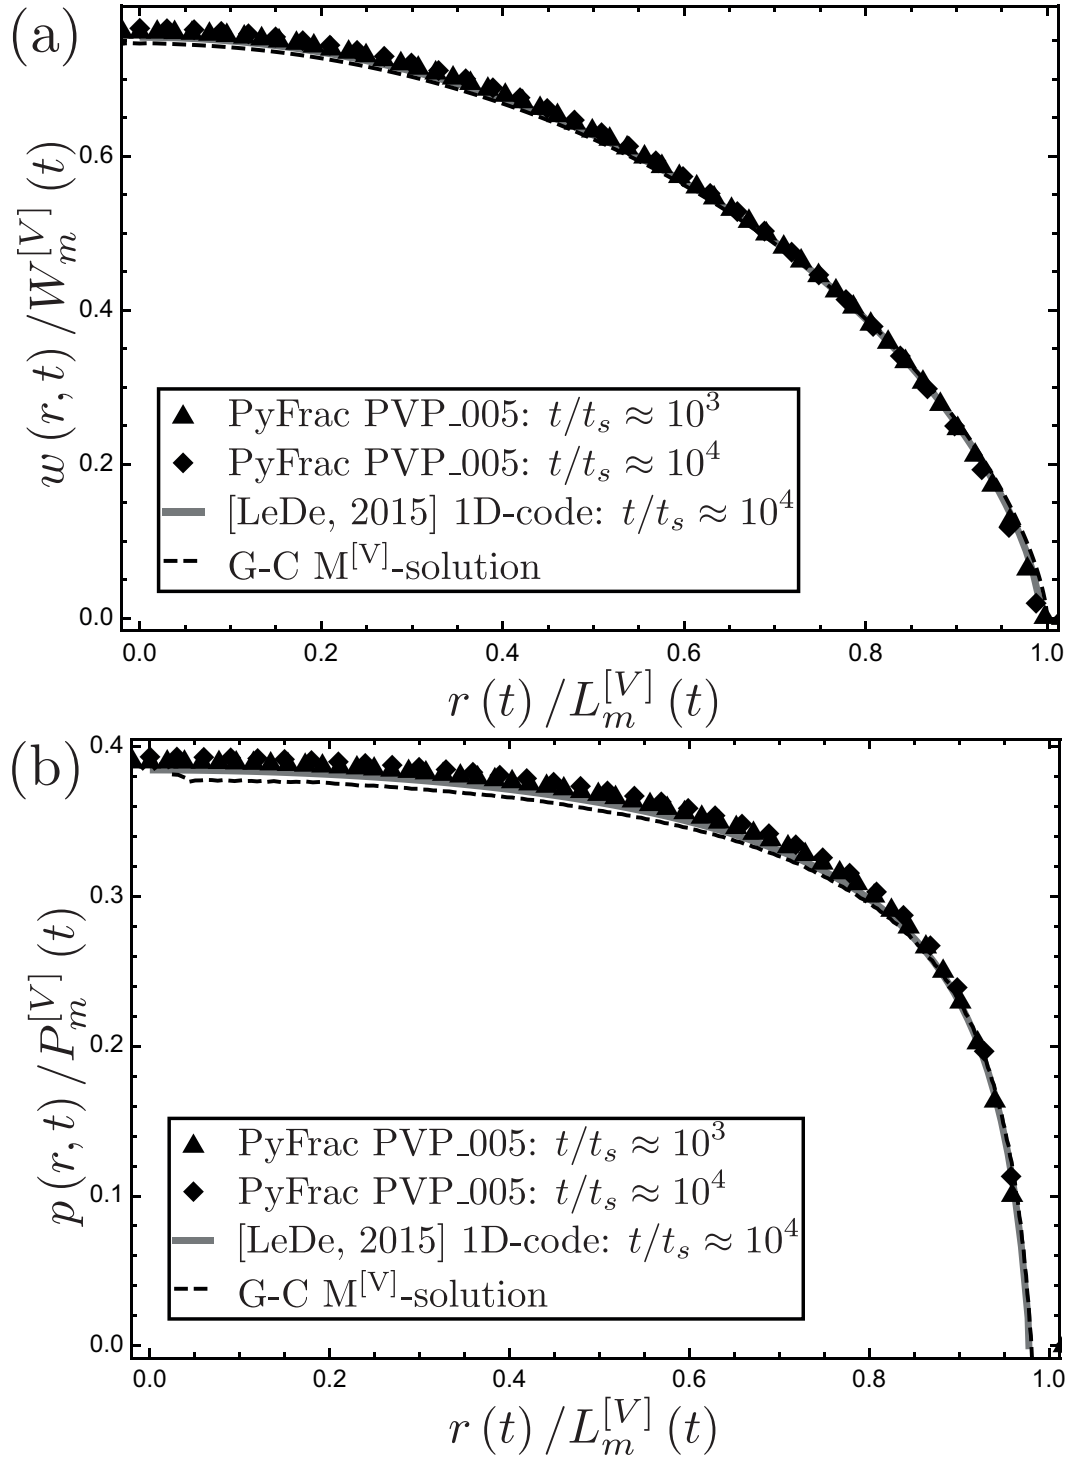 (a)
w (r, t) /W_m^{[V]} (t)
0.6
0.4
0.2
0.0
▲ PyFrac PVP_005: t/t_s ≈ 10^3
◆ PyFrac PVP_005: t/t_s ≈ 10^4
[LeDe, 2015] 1D-code: t/t_s ≈ 10^4
G-C M^{[V]}-solution
0.0 0.2 0.4 0.6 0.8 1.0
r (t) /L_m^{[V]} (t)
(b)
p (r, t) /P_m^{[V]} (t)
0.4
0.3
0.2
0.1
0.0
▲ PyFrac PVP_005: t/t_s ≈ 10^3
◆ PyFrac PVP_005: t/t_s ≈ 10^4
[LeDe, 2015] 1D-code: t/t_s ≈ 10^4
G-C M^{[V]}-solution
0.0 0.2 0.4 0.6 0.8 1.0
r (t) /L_m^{[V]} (t)